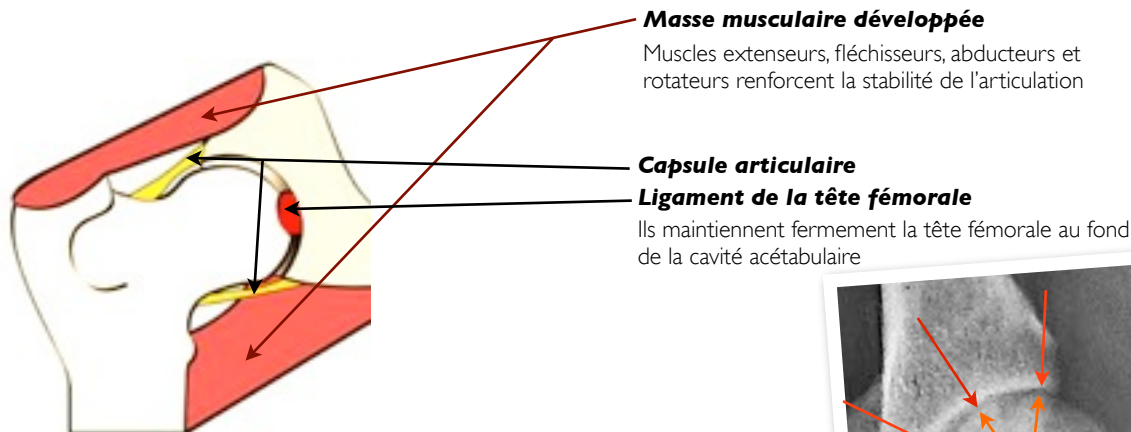 Masse musculaire développée
Muscles extenseurs, fléchisseurs, abducteurs et
rotateurs renforcent la stabilité de l'articulation
Capsule articulaire
Ligament de la tête fémorale
Ils maintiennent fermement la tête fémorale au fond
de la cavité acétabulaire